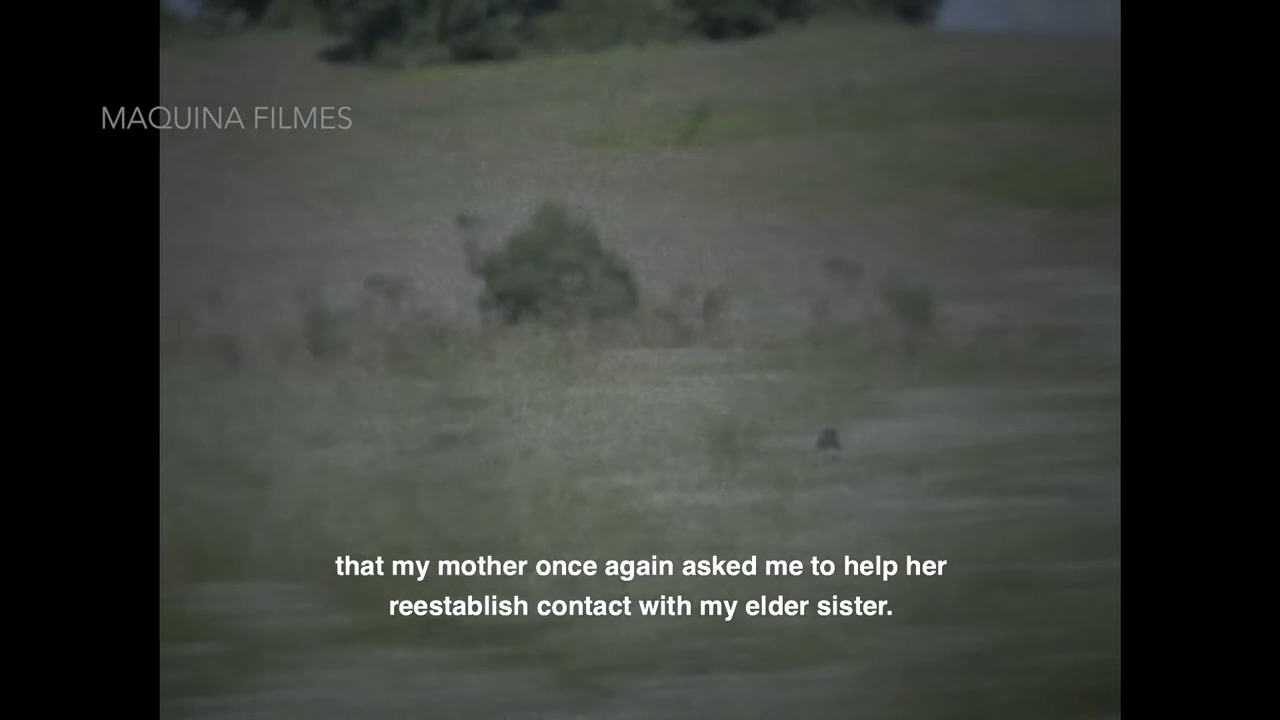 MAQUINA FILMES
that my mother once again asked me to help her
reestablish contact with my elder sister.